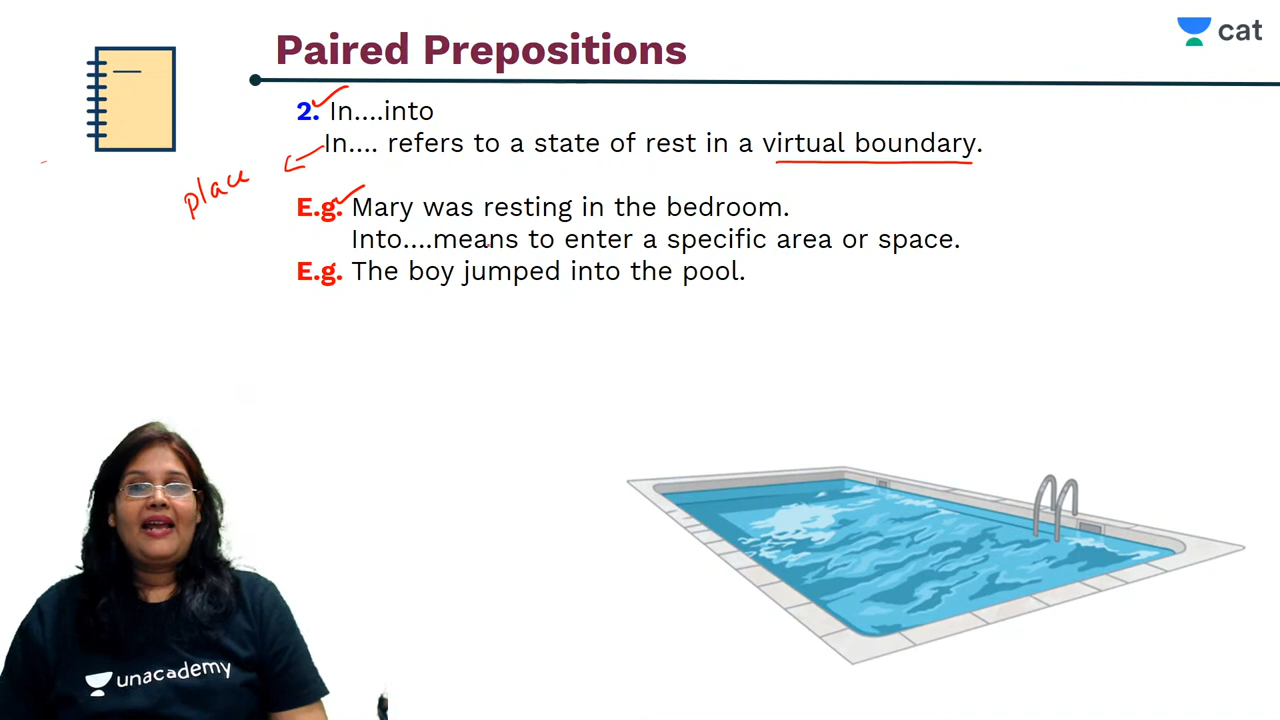 Paired Prepositions
cat
2. In....into
In.... refers to a state of rest in a virtual boundary.
place
E.g. Mary was resting in the bedroom.
Into....means to enter a specific area or space.
E.g. The boy jumped into the pool.
unacademy